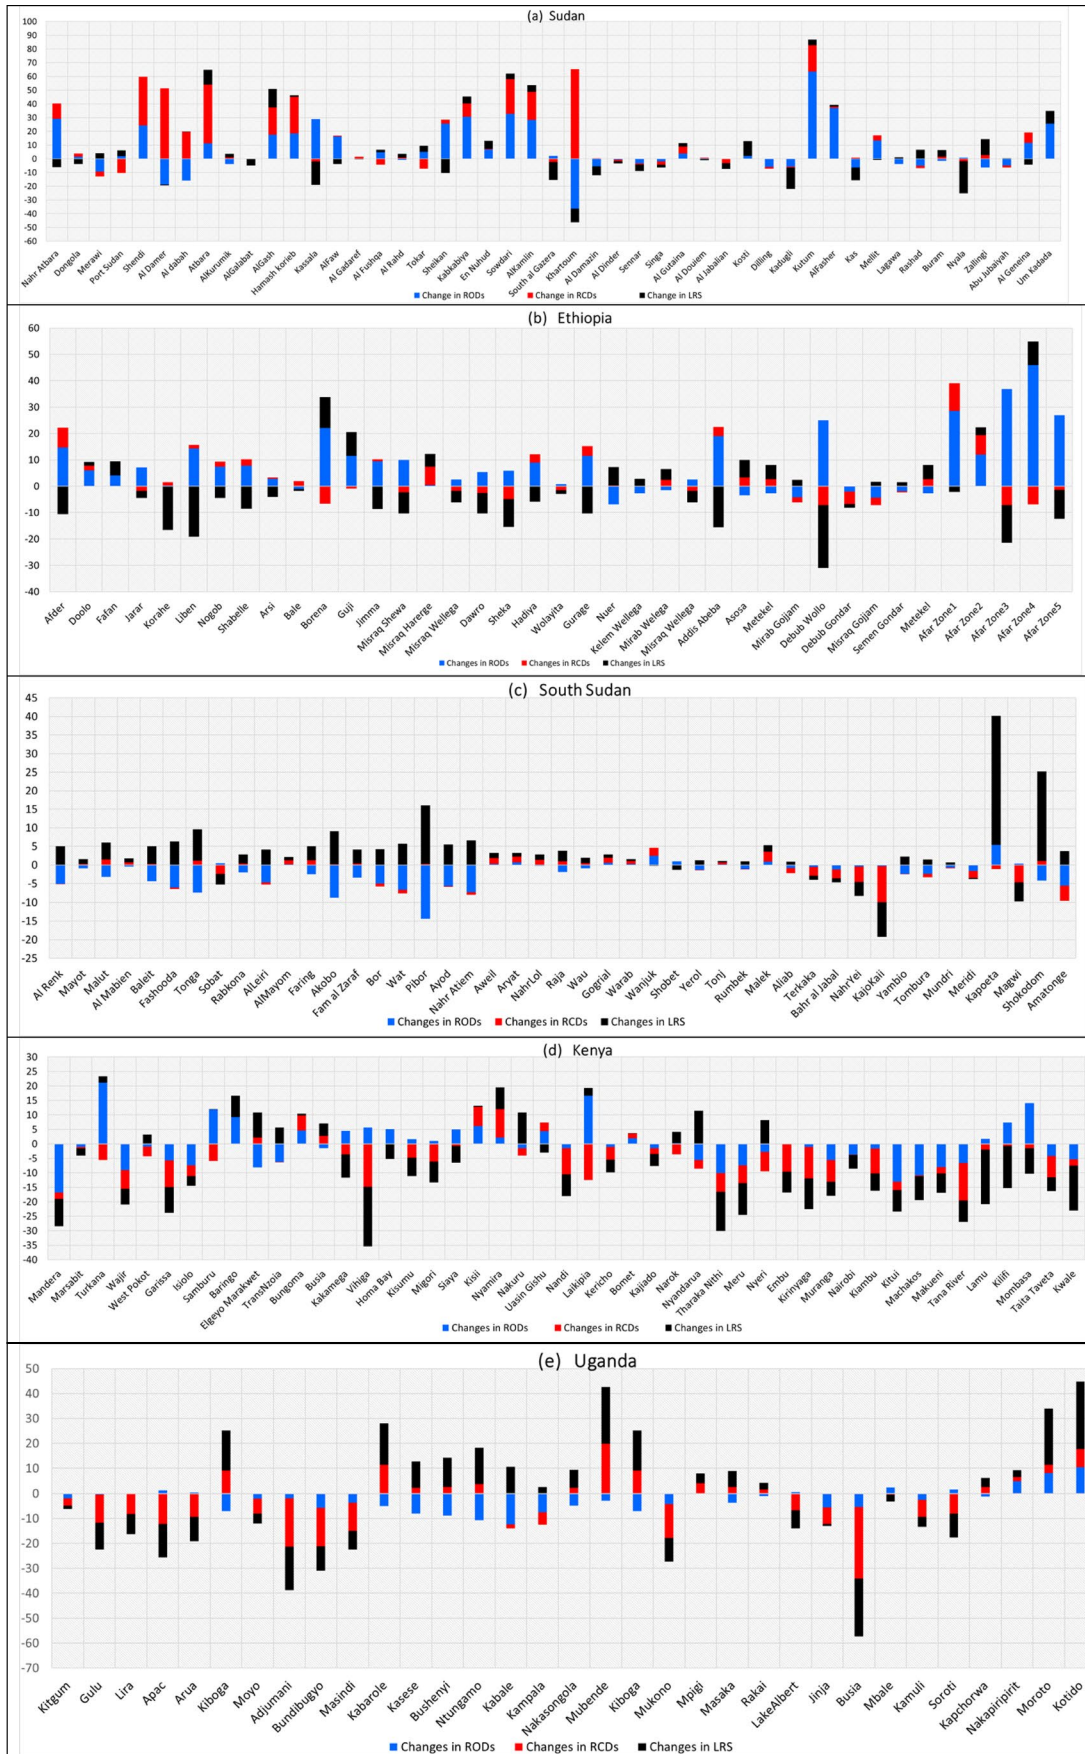 (a) Sudan
100
90
80
70
60
50
40
30
20
10
0
-10
-20
-30
-40
-50
-60
Nahr Atbara
Dongola
Merawi
Port Sudan
Shendi
Al Damer
Al dabah
Atbara
AlKurumik
AlGalabat
AlGash
Hamash korieb
Kassala
AlFaw
Al Gadaref
Al Fushqa
Al Rahd
Tokar
Sheikan
Kabkabiya
En Nuhud
Sowdari
AlKamlin
South al Gazera
Khartoum
Al Damazin
Al Dinder
Sennar
Singa
Al Gutaina
Al Douiem
Al Jabalian
Kosti
Dilling
Kadugli
Kutum
AlFasher
Kas
Mellit
Lagawa
Rashad
Buram
Nyala
Zallingi
Abu Jubaiyah
Al Geneina
Um Kadada
Change in RODs
Change in RCDs
Change in LRS
(b) Ethiopia
60
50
40
30
20
10
0
-10
-20
-30
-40
Afder
Doolo
Fafan
Jarar
Korahe
Liben
Nogob
Shabelle
Arsi
Bale
Borena
Guji
Jimma
Misraq Shewa
Misraq Harerge
Misraq Wellega
Dawro
Sheka
Hadiya
Wolayita
Gurage
Nuer
Kelem Wellega
Mirab Welega
Misraq Wellega
Addis Abeba
Asosa
Metekel
Mirab Gojjam
Debub Wollo
Debub Gondar
Misraq Gojjam
Semen Gondar
Metekel
Afar Zone1
Afar Zone2
Afar Zone3
Afar Zone4
Afar Zone5
Changes in RODs
Changes in RCDs
Changes in LRS
(c) South Sudan
45
40
35
30
25
20
15
10
5
0
-5
-10
-15
-20
-25
Al Renk
Mayot
Malut
Al Mabien
Baleit
Fashooda
Tonga
Sobat
Rabkona
AlLeiri
AlMayom
Faring
Akobo
Fam al Zaraf
Bor
Wat
Pibor
Ayod
Nahr Atiem
Aweil
Aryat
NahrLol
Raja
Wau
Gogrial
Warab
Wanjuk
Shobet
Yerol
Tonj
Rumbek
Malek
Aliab
Terkaka
Bahr al Jabal
NahrYei
KajoKaii
Yambio
Tombura
Mundri
Meridi
Kapoeta
Magwi
Shokodom
Amatonge
Changes in RODs
Changes in RCDs
Changes in LRS
(d) Kenya
30
25
20
15
10
5
0
-5
-10
-15
-20
-25
-30
-35
-40
Mandera
Marsabit
Turkana
Wajir
West Pokot
Garissa
Isiolo
Samburu
Baringo
Elgeyo Marakwet
TransNzoia
Bungoma
Busia
Kakamega
Vihiga
Homa Bay
Kisumu
Migori
Siaya
Kisii
Nyamira
Nakuru
Uasin Gishu
Nandi
Laikipia
Kericho
Bomet
Kajiado
Narok
Nyandarua
Tharaka Nithi
Meru
Nyeri
Embu
Kirinyaga
Muranga
Nairobi
Kiambu
Kitui
Machakos
Makueni
Tana River
Lamu
Kilifi
Mombasa
Taita Taveta
Kwale
Changes in RODs
Changes in RCDs
Changes in LRS
(e) Uganda
50
40
30
20
10
0
-10
-20
-30
-40
-50
-60
-70
Kitgum
Gulu
Lira
Apac
Arua
Kiboga
Moyo
Adjumani
Bundibugyo
Masindi
Kabarole
Kasese
Bushenyi
Ntungamo
Kabale
Kampala
Nakasongola
Mubende
Kiboga
Mukono
Mpigi
Masaka
Rakai
LakeAlbert
Jinja
Busia
Mbale
Kamuli
Soroti
Kapchorwa
Nakapiripirit
Moroto
Kotido
Changes in RODs
Changes in RCDs
Changes in LRS